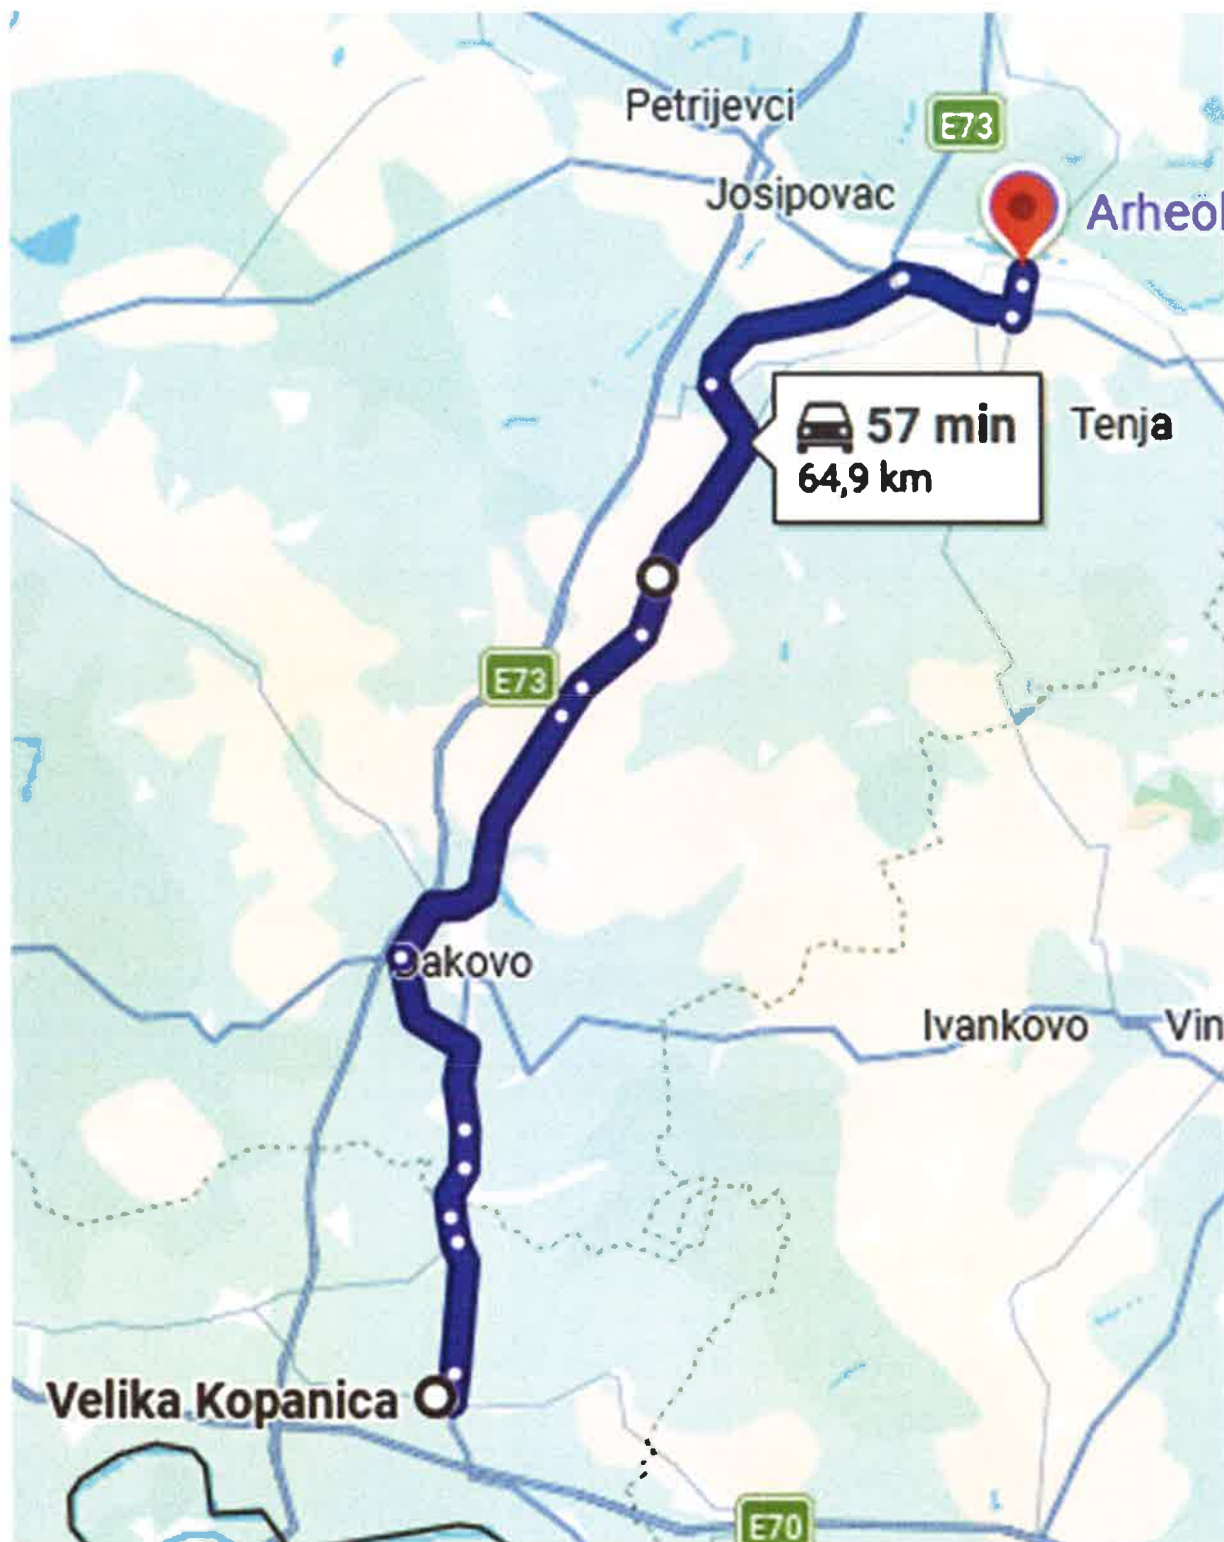 Petrijevci
E73
Josipovac
Arheol
57 min
64,9 km
Tenja
E73
Đakovo
Ivankovo
Vin
Velika Kopanica
E70